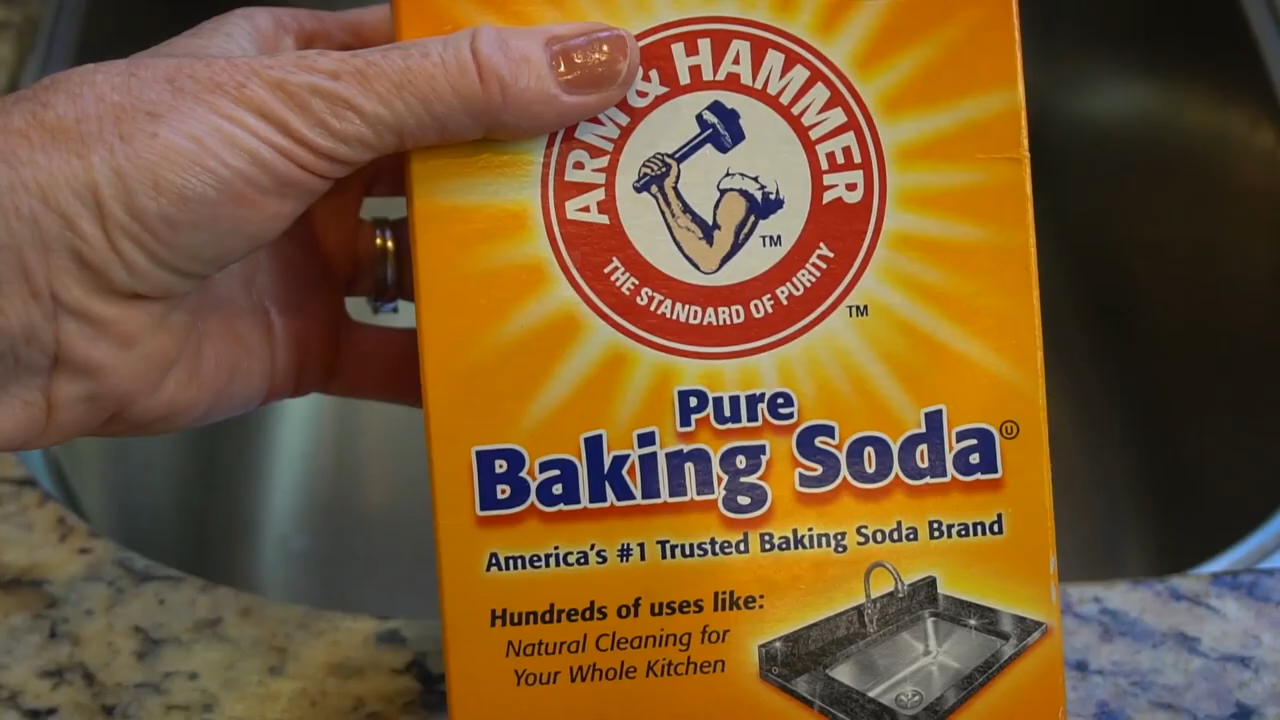 ARM & HAMMER
TM
THE STANDARD OF PURITY
TM
Pure
Baking Soda Ⓤ
America's #1 Trusted Baking Soda Brand
Hundreds of uses like:
Natural Cleaning for
Your Whole Kitchen